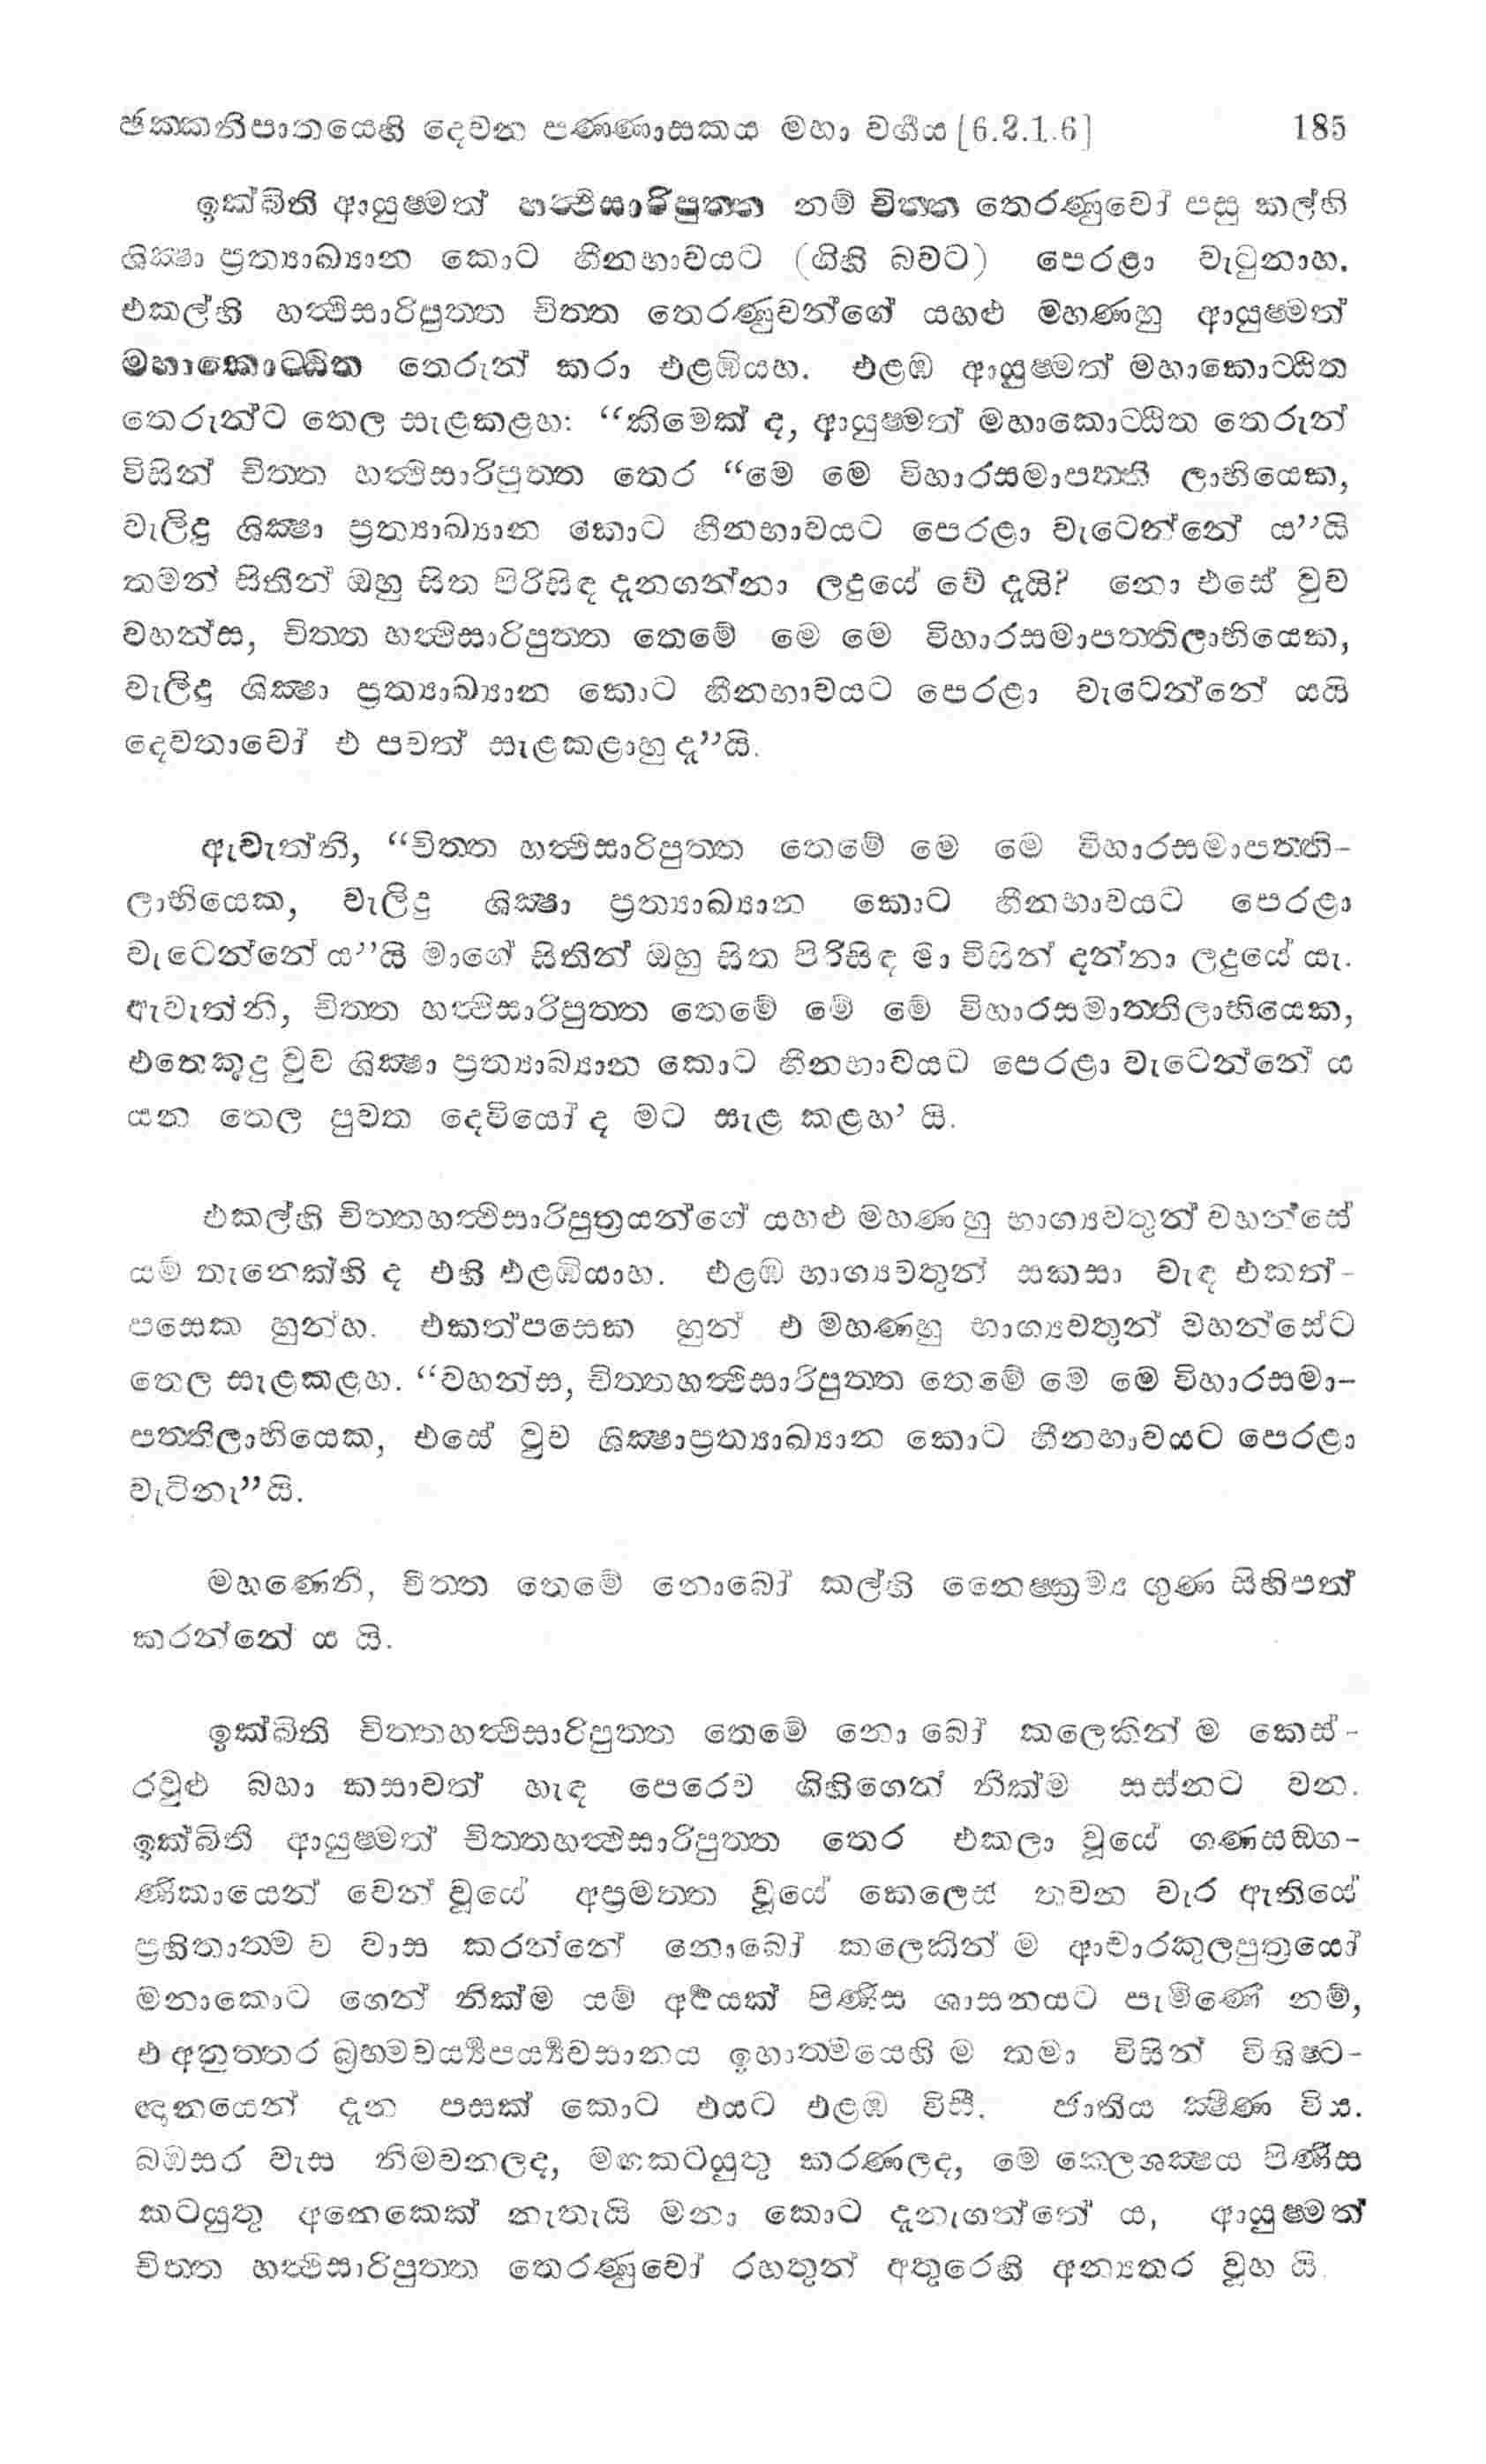 ඡක්කනිපාතයෙහි දෙවන පණ්ණාසකය මහා වර්ගය [6.2.1.6] 185
ඉක්බිති ආයුෂ්මත් හත්ථිසාරිපුත්ත නම් චිත්ත තෙරණුවෝ පසු කල්හි
ශික්ෂා ප්‍රත්‍යාඛ්‍යාන කොට හීනභාවයට (ගිහි බවට) පෙරළා වැටුනාහ.
එකල්හි හත්ථිසාරිපුත්ත චිත්ත තෙරණුවන්ගේ යහළු මහණහු ආයුෂ්මත්
මහාකොට්ඨිත තෙරුන් කරා එළඹියහ. එළඹ ආයුෂ්මත් මහාකොට්ඨිත
තෙරුන්ට තෙල සැළකළහ: “කිමෙක් ද, ආයුෂ්මත් මහාකොට්ඨිත තෙරුන්
විසින් චිත්ත හත්ථිසාරිපුත්ත තෙර “මේ මේ විහාරසමාපත්ති ලාභියෙක,
වැලිදු ශික්ෂා ප්‍රත්‍යාඛ්‍යාන කොට හීනභාවයට පෙරළා වැටෙන්නේ ය”යි
තමන් සිතින් ඔහු සිත පිරිසිඳ දැනගන්නා ලදුයේ වේ දැයි? නො එසේ වුව
වහන්ස, චිත්ත හත්ථිසාරිපුත්ත තෙමේ මෙ මෙ විහාරසමාපත්තිලාභියෙක,
වැලිදු ශික්ෂා ප්‍රත්‍යාඛ්‍යාන කොට හීනභාවයට පෙරළා වැටෙන්නේ යයි
දෙවතාවෝ එ පවත් සැළකළාහු දැ”යි.
ඇවැත්නි, “චිත්ත හත්ථිසාරිපුත්ත තෙමේ මෙ මෙ විහාරසමාපත්ති-
ලාභියෙක, වැලිදු ශික්ෂා ප්‍රත්‍යාඛ්‍යාන කොට හීනභාවයට පෙරළා
වැටෙන්නේ ය”යි මාගේ සිතින් ඔහු සිත පිරිසිඳ මා විසින් දන්නා ලදුයේ යැ.
ඇවැත්නි, චිත්ත හත්ථිසාරිපුත්ත තෙමේ මේ මේ විහාරසමාත්තිලාභියෙක,
එතෙකුදු වුව ශික්ෂා ප්‍රත්‍යාඛ්‍යාන කොට හීනභාවයට පෙරළා වැටෙන්නේ ය
යන තෙල පුවත දෙවියෝ ද මට සැළ කළහ’ යි.
එකල්හි චිත්තහත්ථිසාරිපුත්‍රයන්ගේ යහළු මහණහු භාග්‍යවතුන් වහන්සේ
යම් තැනෙක්හි ද එහි එළඹියාහ. එළඹ භාග්‍යවතුන් සකසා වැඳ එකත්-
පසෙක හුන්හ. එකත්පසෙක හුන් එ මහණහු භාග්‍යවතුන් වහන්සේට
තෙල සැළකළහ. “වහන්ස, චිත්තහත්ථිසාරිපුත්ත තෙමේ මේ මෙ විහාරසමා-
පත්තිලාභියෙක, එසේ වුව ශික්ෂාප්‍රත්‍යාඛ්‍යාන කොට හීනභාවයට පෙරළා
වැටිනැ”යි.
මහණෙනි, චිත්ත තෙමේ නොබෝ කල්හි නෛෂ්ක්‍රම්‍ය ගුණ සිහිපත්
කරන්නේ ය යි.
ඉක්බිති චිත්තහත්ථිසාරිපුත්ත තෙමේ නො බෝ කලෙකින් ම කෙස්-
රවුළු බහා කසාවත් හැඳ පෙරෙව ගිහිගෙන් නික්ම සස්නට වන.
ඉක්බිති ආයුෂ්මත් චිත්තහත්ථිසාරිපුත්ත තෙර එකලා වූයේ ගණසඞ්ග-
ණිකායෙන් වෙන් වූයේ අප්‍රමත්ත වූයේ කෙලෙස් තවන වැර ඇතියේ
ප්‍රහිතාත්ම ව වාස කරන්නේ නොබෝ කලෙකින් ම ආචාරකුලපුත්‍රයෝ
මනාකොට ගෙන් නික්ම යම් අර්ථයක් පිණිස ශාසනයට පැමිණේ නම්,
එ අනුත්තර බ්‍රහ්මචර්‍ය්‍යපර්‍ය්‍යවසානය ඉහාත්මයෙහි ම තමා විසින් විශිෂ්ට-
ඥානයෙන් දැන පසක් කොට එයට එළඹ විසී. ජාතිය ක්ෂීණ විය.
බඹසර වැස නිමවනලද, මඟකටයුතු කරණලද, මේ කෙලශක්ෂය පිණිස
කටයුතු අනෙකෙක් නැතැයි මනා කොට දැනැගත්තේ ය, ආයුෂ්මත්
චිත්ත හත්ථිසාරිපුත්ත තෙරණුවෝ රහතුන් අතුරෙහි අන්‍යතර වූහ යි.